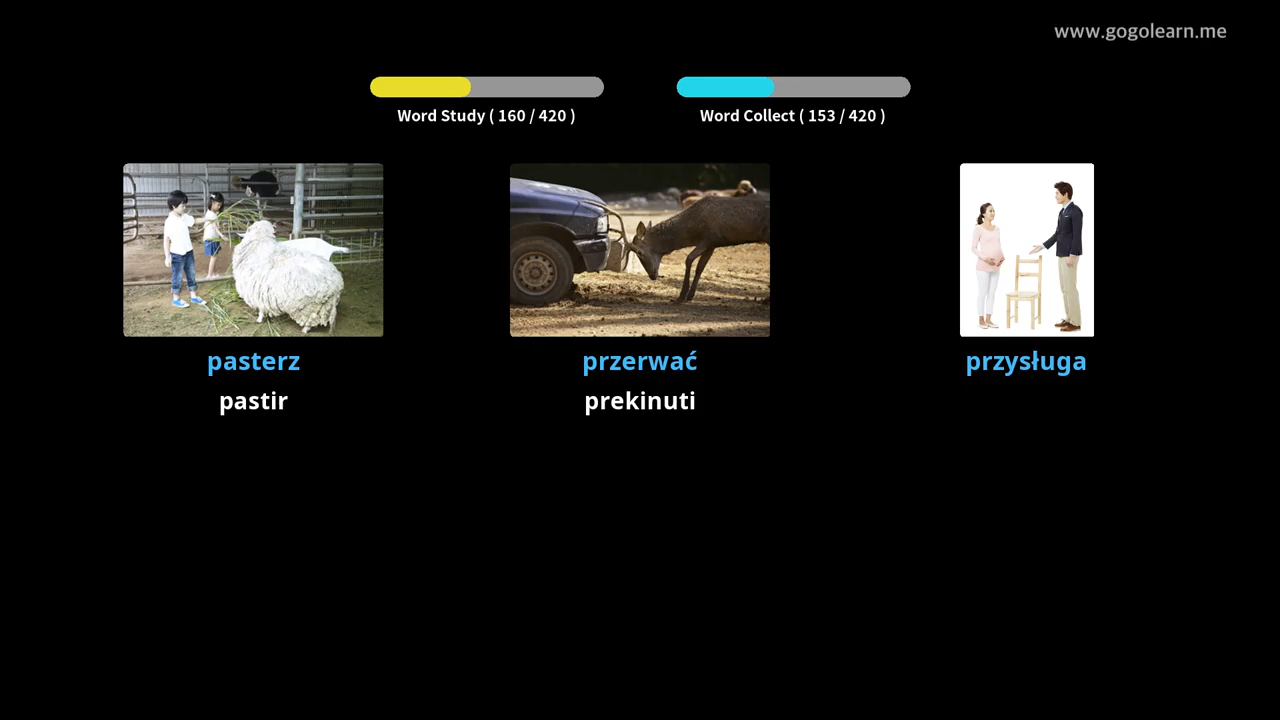 www.gogolearn.me
Word Study ( 160 / 420 )
Word Collect ( 153 / 420 )
pasterz
przerwać
przysługa
pastir
prekinuti